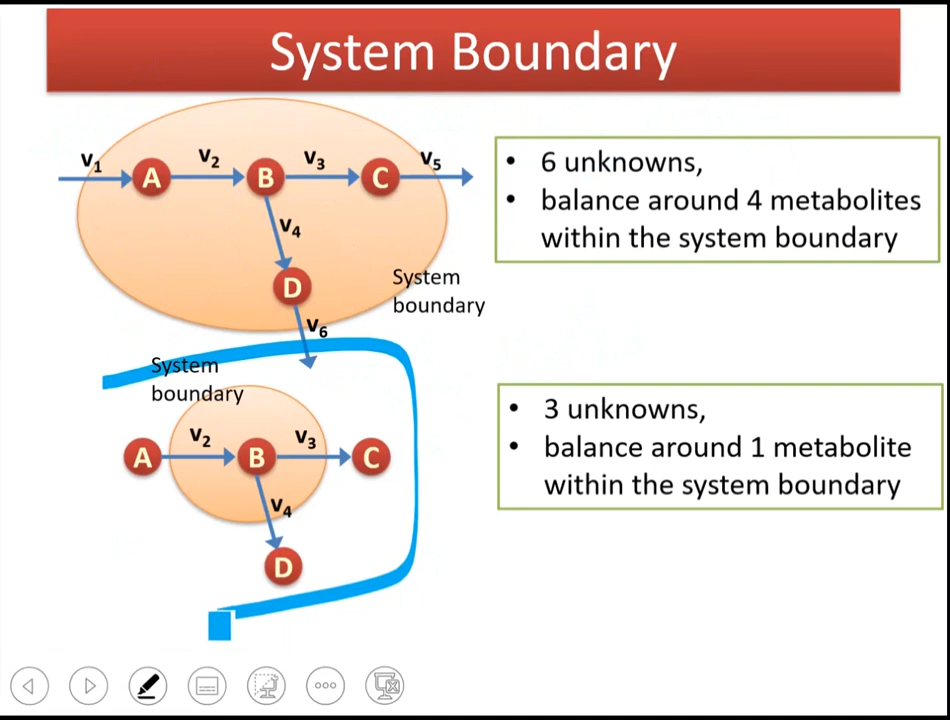 System Boundary
v1 A v2 B v3 C v5
v4
D
System
boundary
v6
• 6 unknowns,
• balance around 4 metabolites
within the system boundary
System
boundary
A v2 B v3 C
v4
D
• 3 unknowns,
• balance around 1 metabolite
within the system boundary